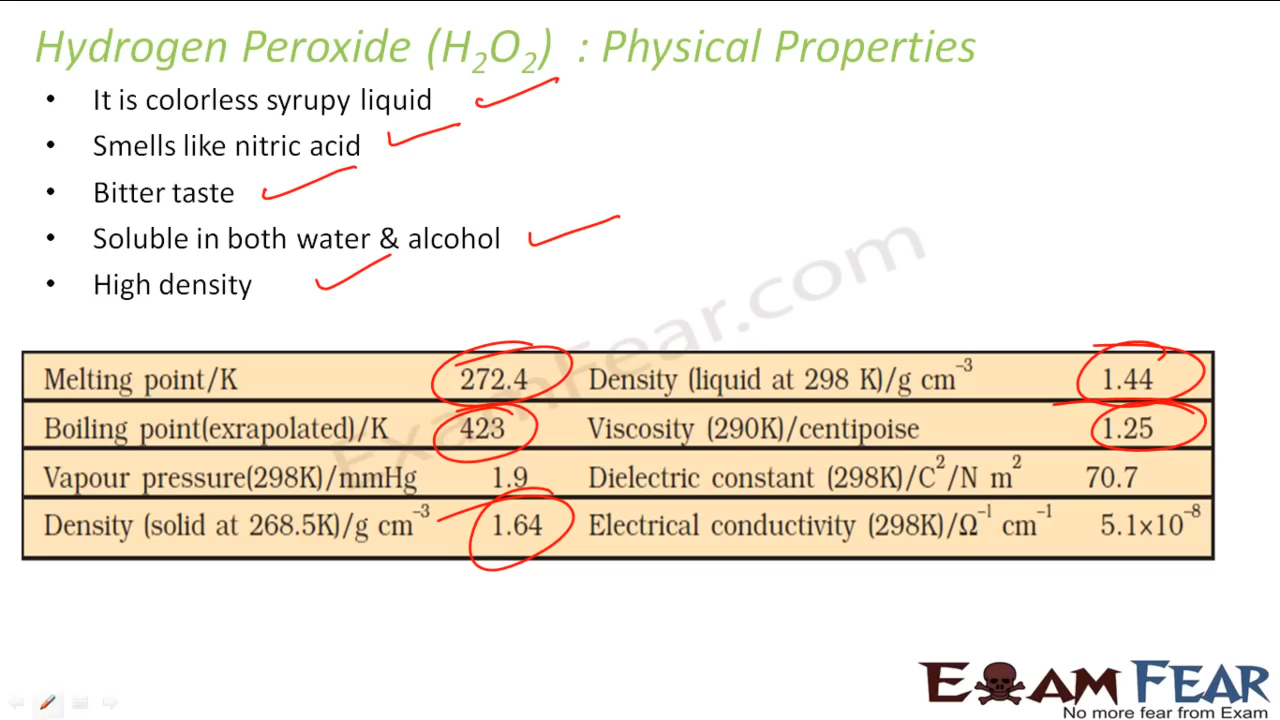 Hydrogen Peroxide (H₂O₂) : Physical Properties
• It is colorless syrupy liquid
• Smells like nitric acid
• Bitter taste
• Soluble in both water & alcohol
• High density
ExamFear.com
Melting point/K 272.4 Density (liquid at 298 K)/g cm⁻³ 1.44
Boiling point(exrapolated)/K 423 Viscosity (290K)/centipoise 1.25
Vapour pressure(298K)/mmHg 1.9 Dielectric constant (298K)/C²/N m² 70.7
Density (solid at 268.5K)/g cm⁻³ 1.64 Electrical conductivity (298K)/Ω⁻¹ cm⁻¹ 5.1×10⁻⁸
EXAM FEAR
No more fear from Exam